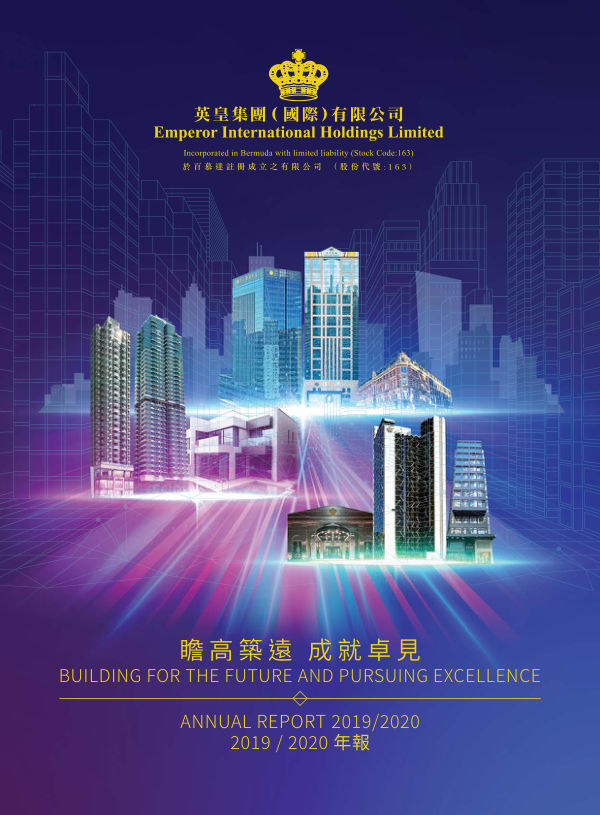 英皇集團(國際)有限公司
Emperor International Holdings Limited
Incorporated in Bermuda with limited liability (Stock Code:163)
於百慕達註冊成立之有限公司 (股份代號:163)
瞻高築遠 成就卓見
BUILDING FOR THE FUTURE AND PURSUING EXCELLENCE
ANNUAL REPORT 2019/2020
2019 / 2020 年報